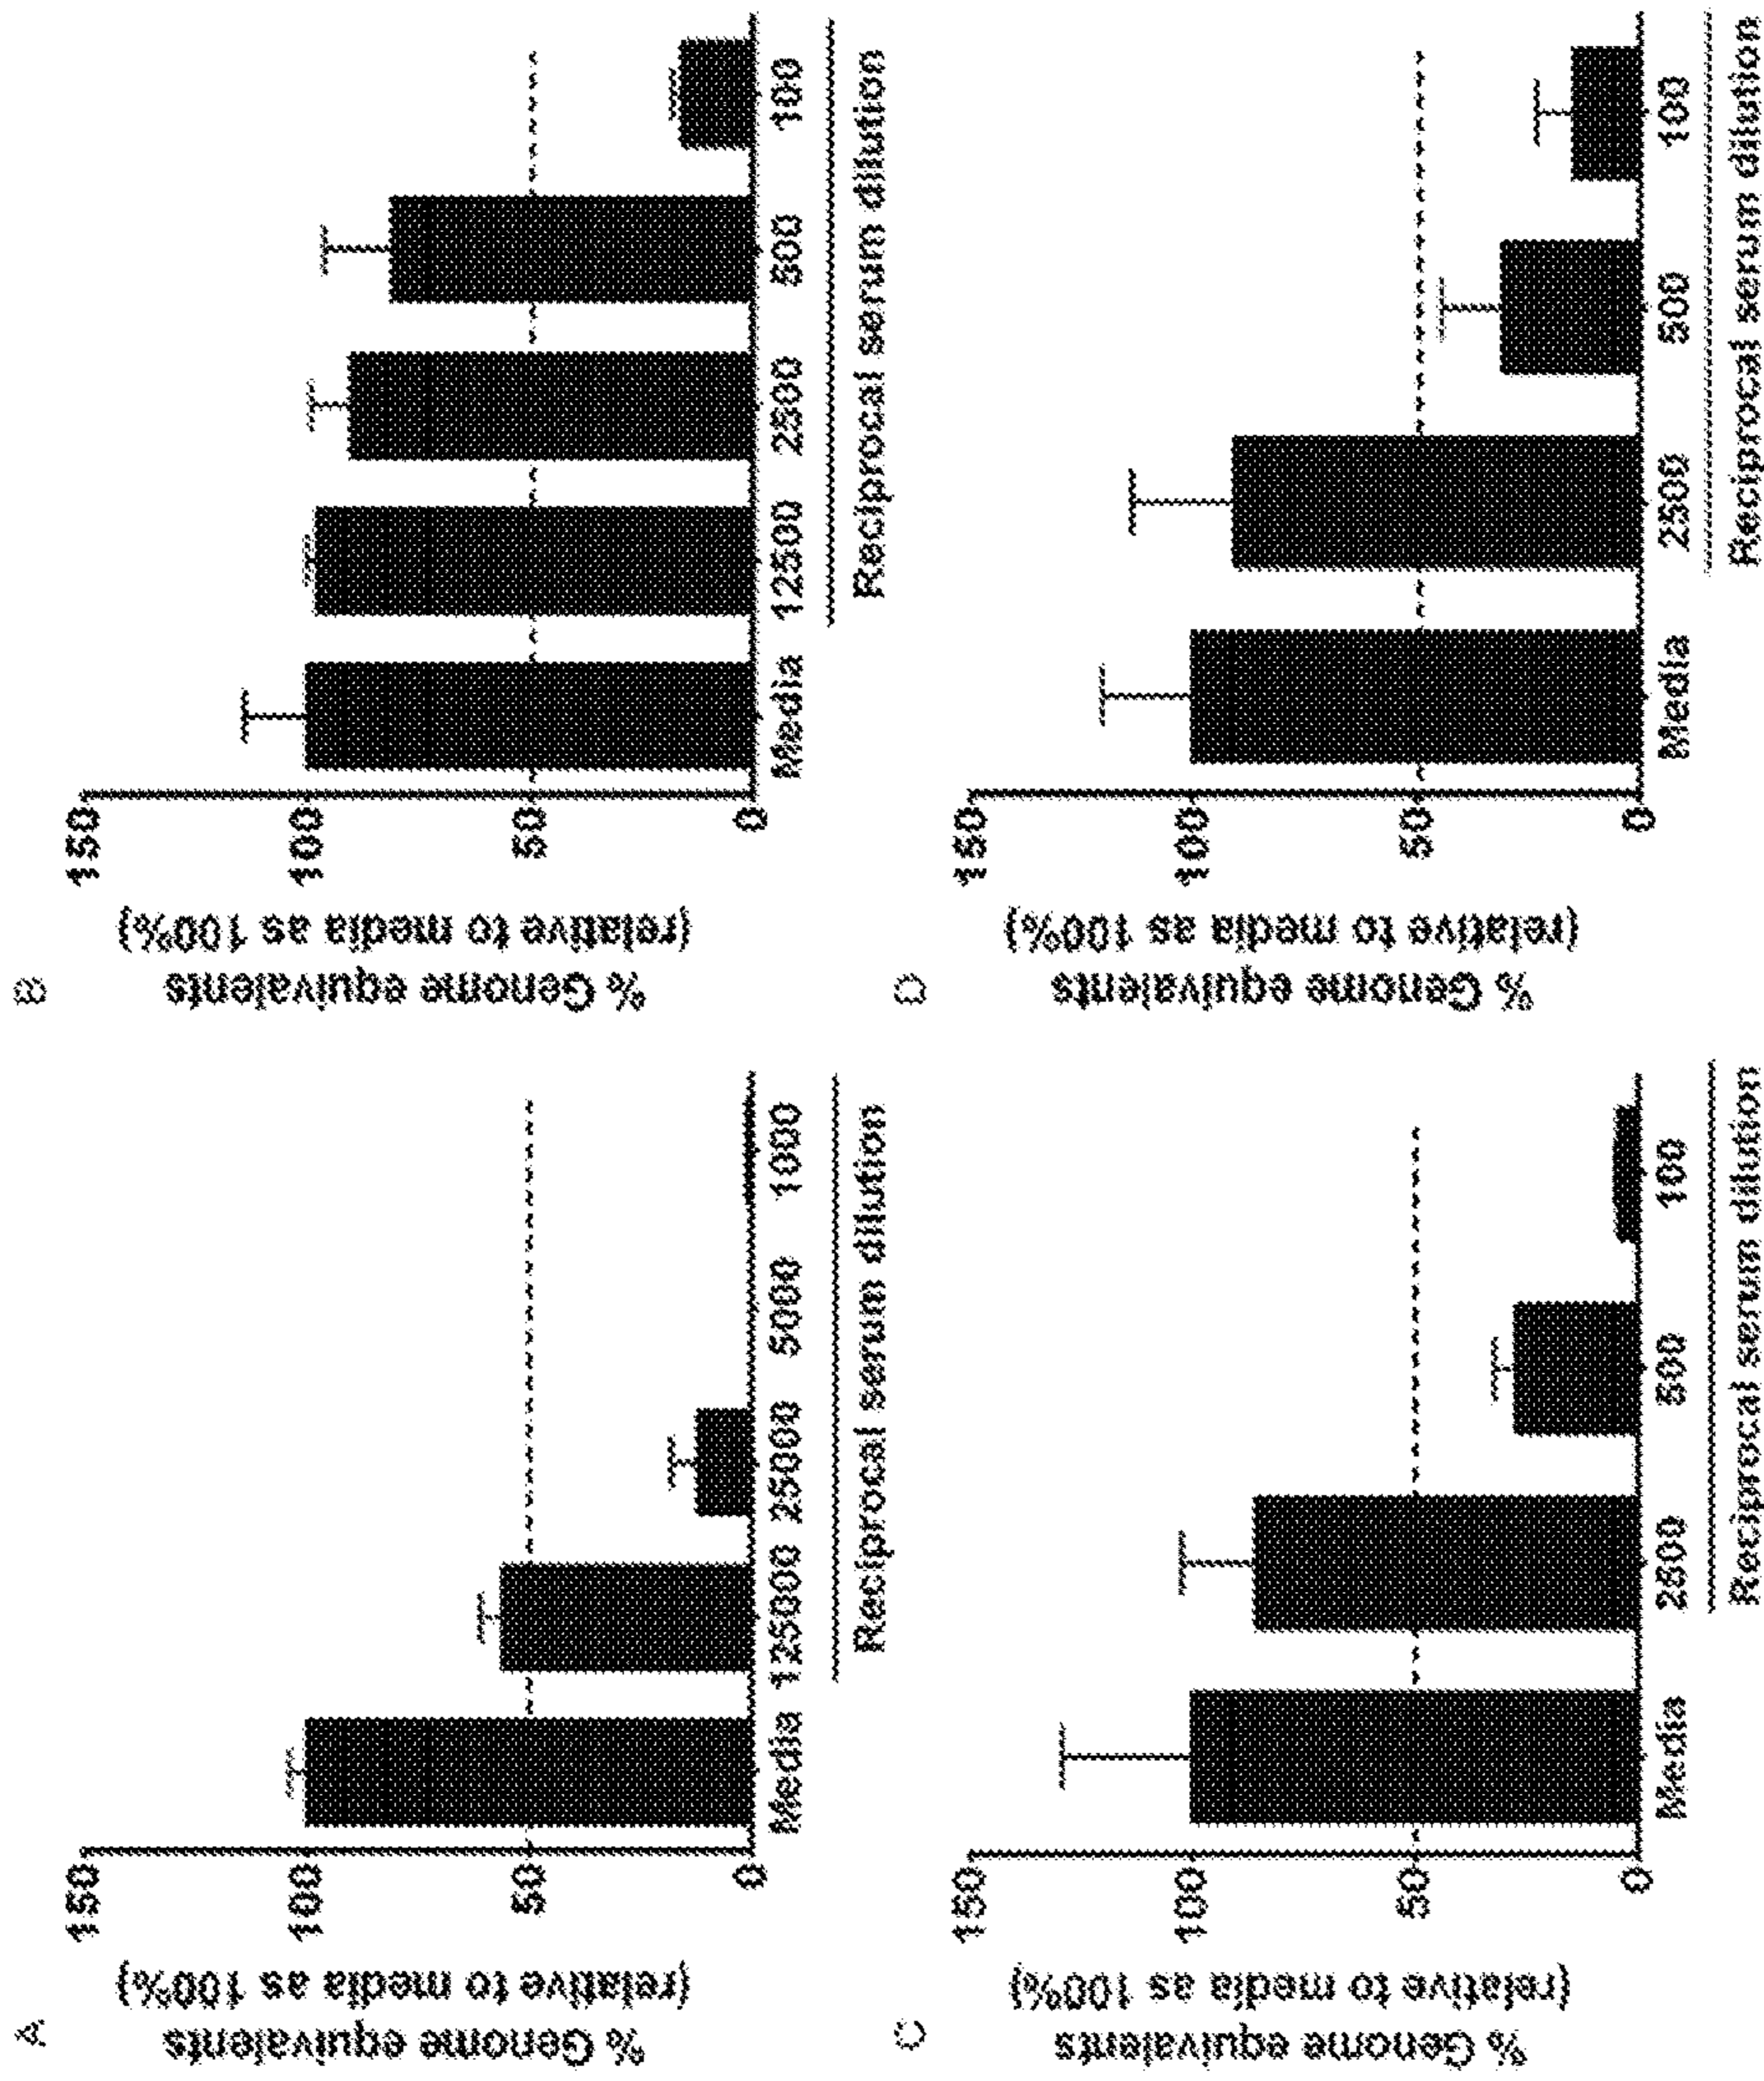 A
% Genome equivalents
(relative to media as 100%)
150
100
50
0
Media 125000 25000 5000 1000
Reciprocal serum dilution
B
% Genome equivalents
(relative to media as 100%)
150
100
50
0
Media 12500 2500 500 100
Reciprocal serum dilution
C
% Genome equivalents
(relative to media as 100%)
150
100
50
0
Media 2500 500 100
Reciprocal serum dilution
D
% Genome equivalents
(relative to media as 100%)
150
100
50
0
Media 2500 500 100
Reciprocal serum dilution